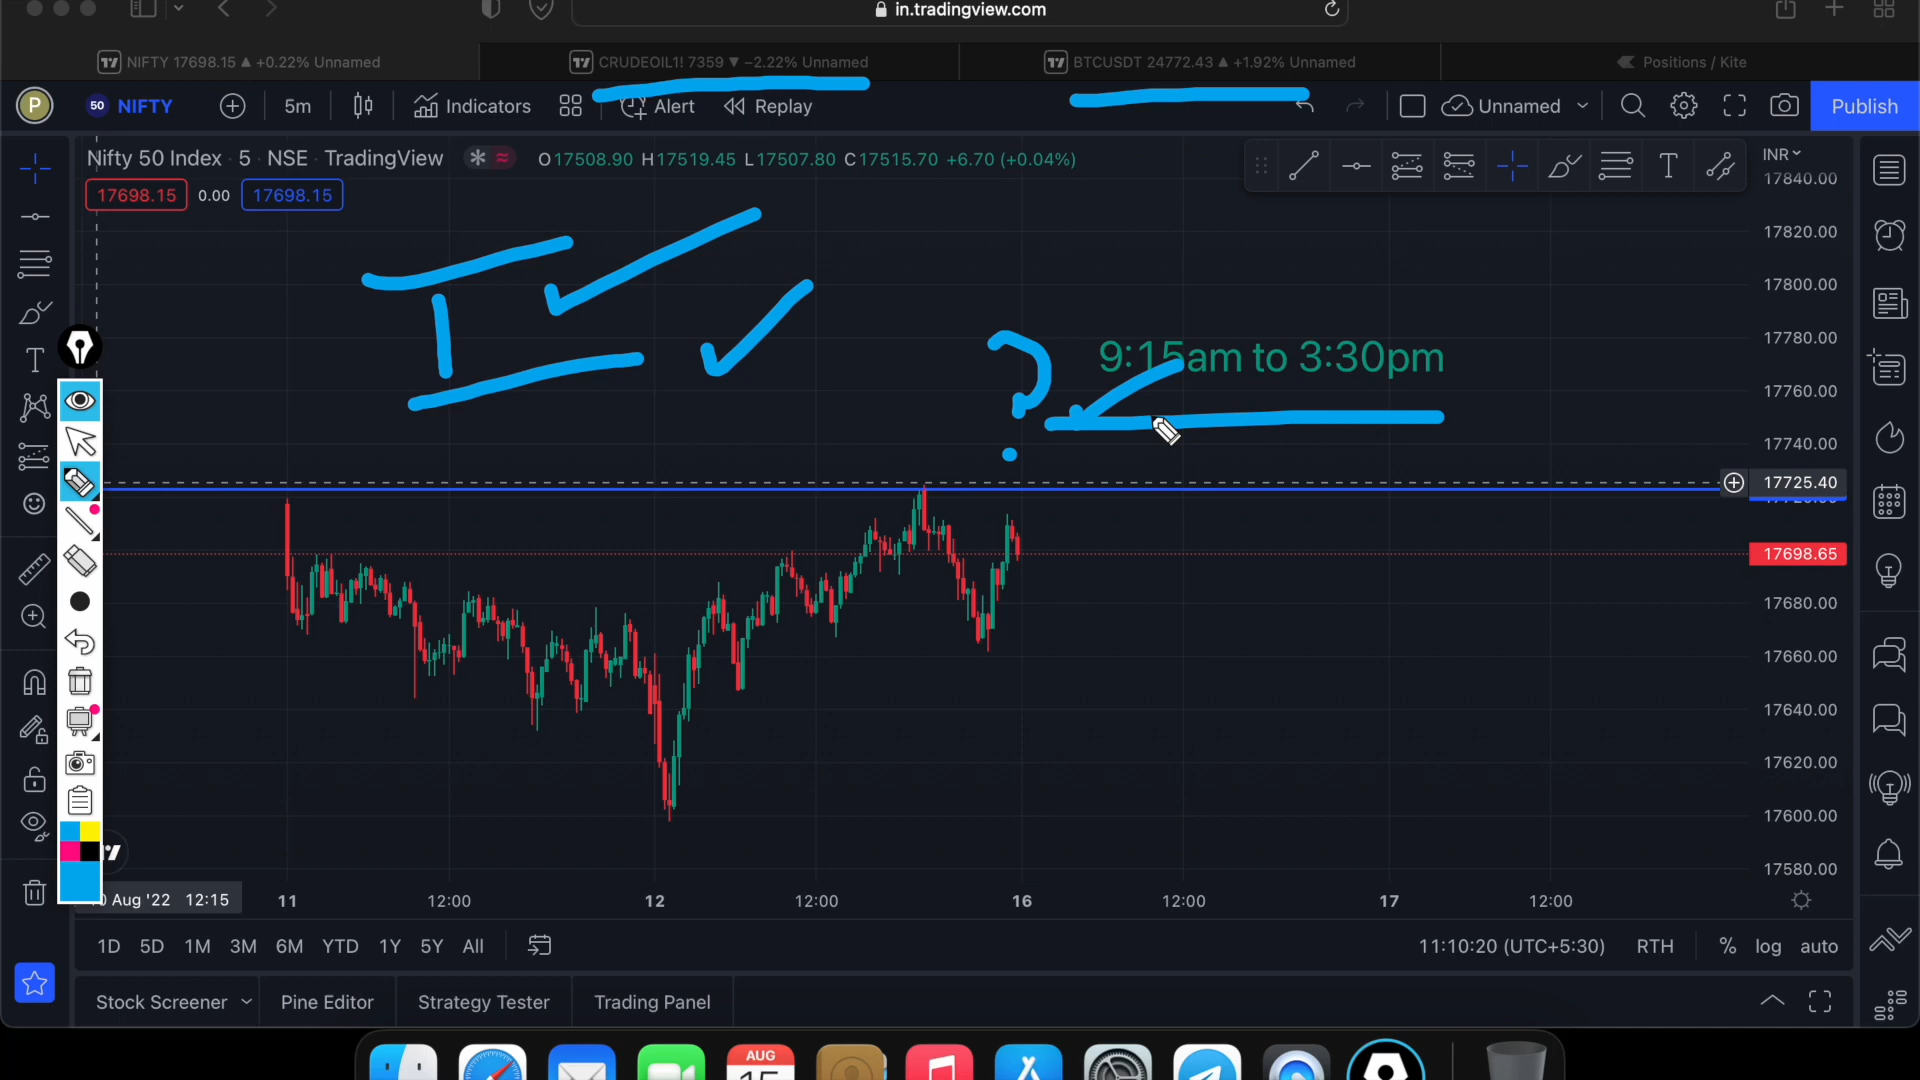 in.tradingview.com
NIFTY 17698.15 ▲ +0.22% Unnamed
CRUDEOIL1! 7359 ▼ −2.22% Unnamed
BTCUSDT 24772.43 ▲ +1.92% Unnamed
Positions / Kite
P
50 NIFTY
5m
Indicators
Alert
Replay
Unnamed
Publish
Nifty 50 Index · 5 · NSE · TradingView
O17508.90 H17519.45 L17507.80 C17515.70 +6.70 (+0.04%)
17698.15 0.00 17698.15
INR
17840.00
17820.00
17800.00
17780.00
9:15am to 3:30pm
17760.00
17740.00
?
17725.40
17698.65
17680.00
17660.00
17640.00
17620.00
17600.00
17580.00
Aug '22 12:15
11 12:00 12 12:00 16 12:00 17 12:00
1D 5D 1M 3M 6M YTD 1Y 5Y All
11:10:20 (UTC+5:30) RTH % log auto
Stock Screener Pine Editor Strategy Tester Trading Panel
AUG
15